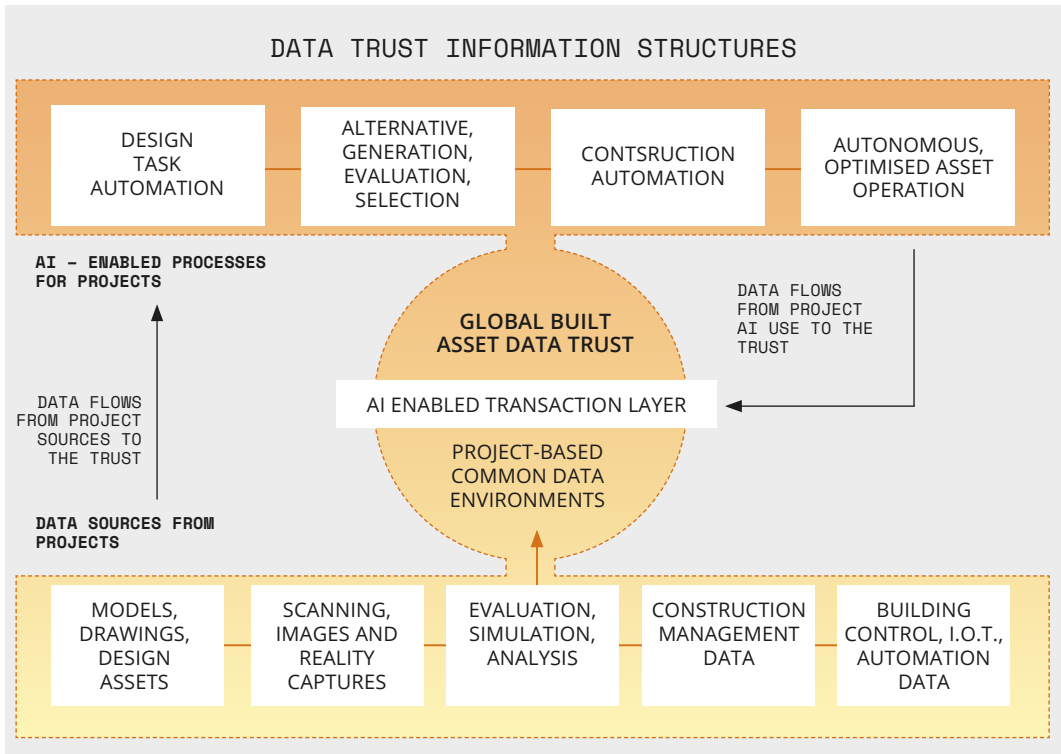 DATA TRUST INFORMATION STRUCTURES
DESIGN
TASK
AUTOMATION
ALTERNATIVE,
GENERATION,
EVALUATION,
SELECTION
CONTSRUCTION
AUTOMATION
AUTONOMOUS,
OPTIMISED ASSET
OPERATION
AI – ENABLED PROCESSES
FOR PROJECTS
DATA FLOWS
FROM PROJECT
AI USE TO THE
TRUST
GLOBAL BUILT
ASSET DATA TRUST
AI ENABLED TRANSACTION LAYER
DATA FLOWS
FROM PROJECT
SOURCES TO
THE TRUST
PROJECT-BASED
COMMON DATA
ENVIRONMENTS
DATA SOURCES FROM
PROJECTS
MODELS,
DRAWINGS,
DESIGN
ASSETS
SCANNING,
IMAGES AND
REALITY
CAPTURES
EVALUATION,
SIMULATION,
ANALYSIS
CONSTRUCTION
MANAGEMENT
DATA
BUILDING
CONTROL, I.O.T.,
AUTOMATION
DATA